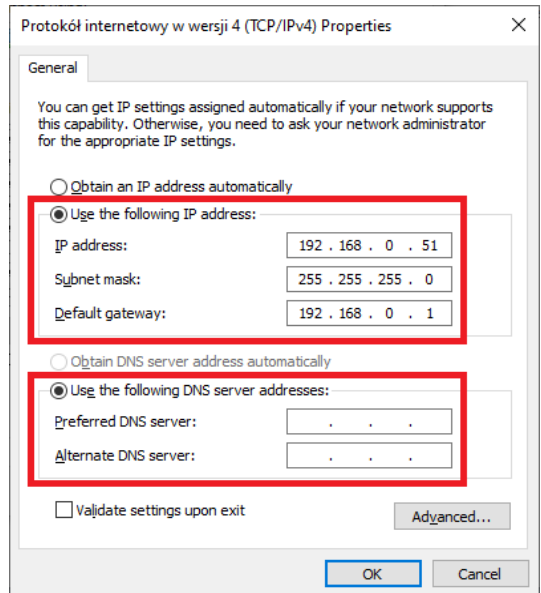 Protokół internetowy w wersji 4 (TCP/IPv4) Properties
General
You can get IP settings assigned automatically if your network supports
this capability. Otherwise, you need to ask your network administrator
for the appropriate IP settings.
Obtain an IP address automatically
Use the following IP address:
IP address: 192 . 168 . 0 . 51
Subnet mask: 255 . 255 . 255 . 0
Default gateway: 192 . 168 . 0 . 1
Obtain DNS server address automatically
Use the following DNS server addresses:
Preferred DNS server: . . .
Alternate DNS server: . . .
Validate settings upon exit
Advanced...
OK Cancel